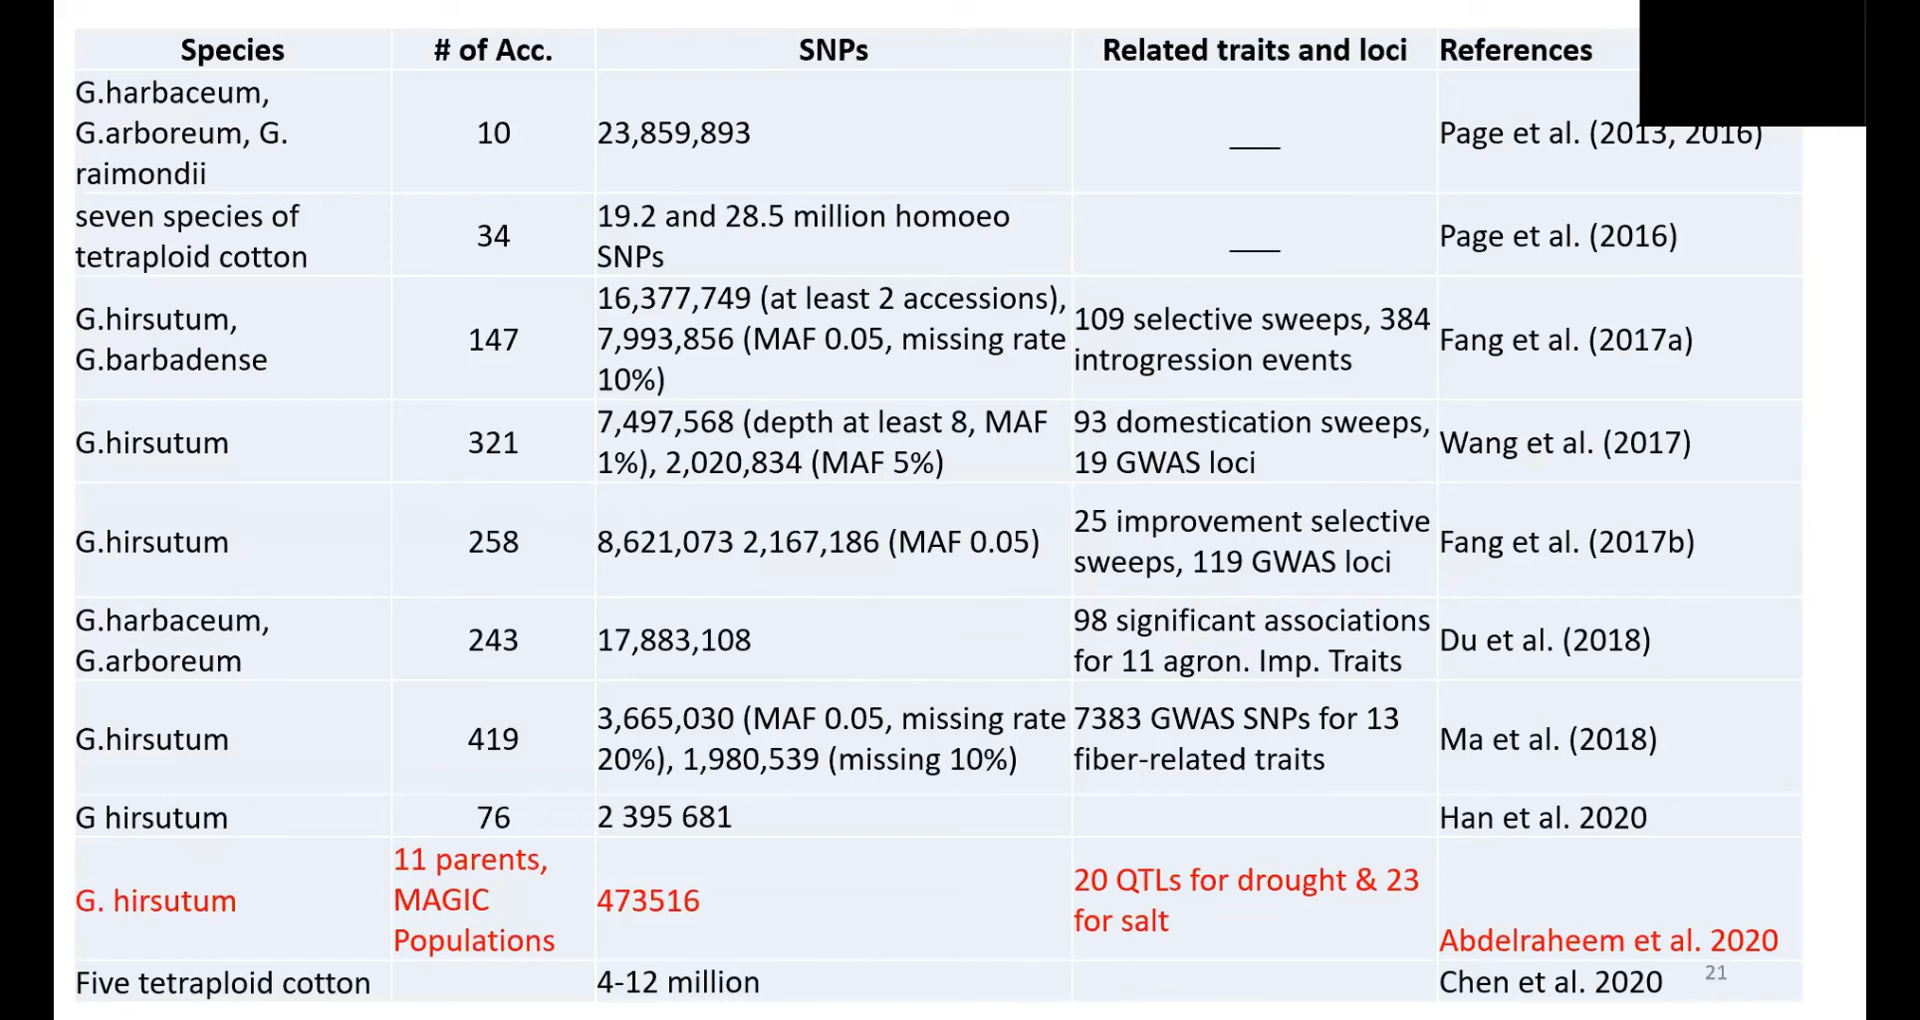 Species # of Acc. SNPs Related traits and loci References
G.harbaceum,
G.arboreum, G.
raimondii
10
23,859,893
___
Page et al. (2013, 2016)
seven species of
tetraploid cotton
34
19.2 and 28.5 million homoeo
SNPs
___
Page et al. (2016)
G.hirsutum,
G.barbadense
147
16,377,749 (at least 2 accessions),
7,993,856 (MAF 0.05, missing rate
10%)
109 selective sweeps, 384
introgression events
Fang et al. (2017a)
G.hirsutum
321
7,497,568 (depth at least 8, MAF
1%), 2,020,834 (MAF 5%)
93 domestication sweeps,
19 GWAS loci
Wang et al. (2017)
G.hirsutum
258
8,621,073 2,167,186 (MAF 0.05)
25 improvement selective
sweeps, 119 GWAS loci
Fang et al. (2017b)
G.harbaceum,
G.arboreum
243
17,883,108
98 significant associations
for 11 agron. Imp. Traits
Du et al. (2018)
G.hirsutum
419
3,665,030 (MAF 0.05, missing rate
20%), 1,980,539 (missing 10%)
7383 GWAS SNPs for 13
fiber-related traits
Ma et al. (2018)
G hirsutum
76
2 395 681
Han et al. 2020
G. hirsutum
11 parents,
MAGIC
Populations
473516
20 QTLs for drought & 23
for salt
Abdelraheem et al. 2020
Five tetraploid cotton
4-12 million
Chen et al. 2020
21